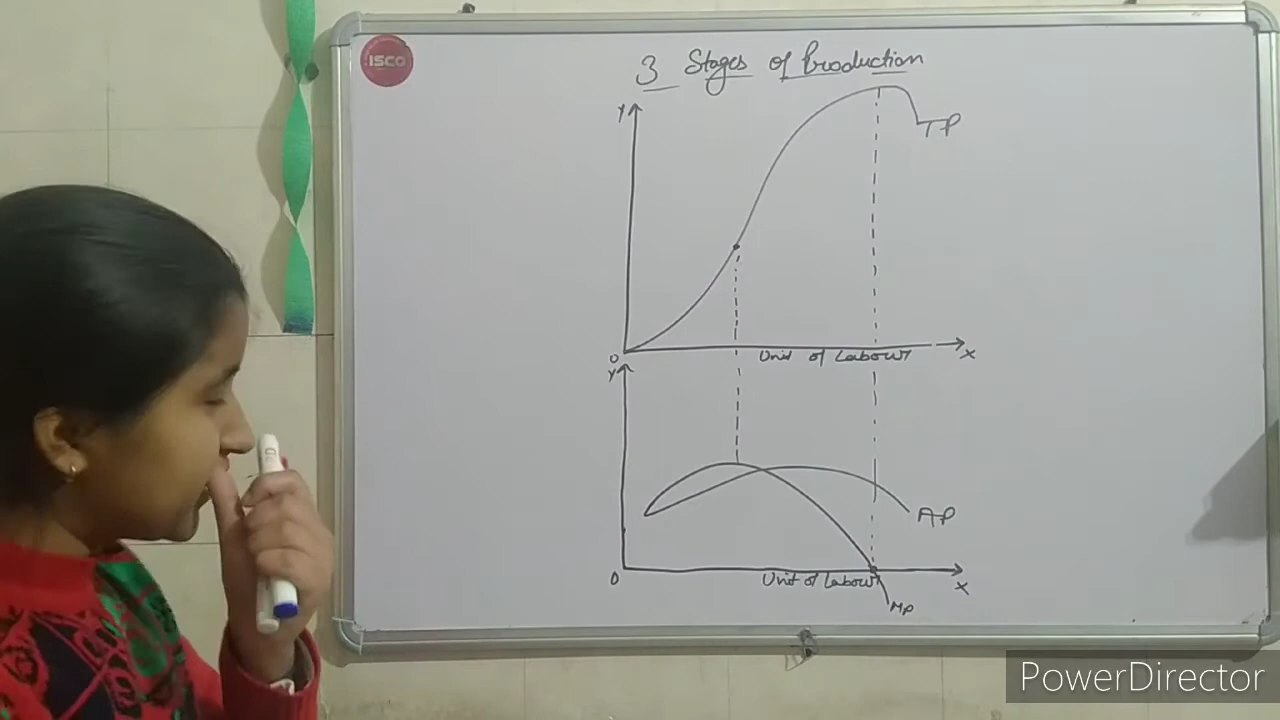 ISCO
3 Stages of Production
Y
TP
O
Unit of Labour
X
Y
AP
O
Unit of Labour
X
MP
PowerDirector